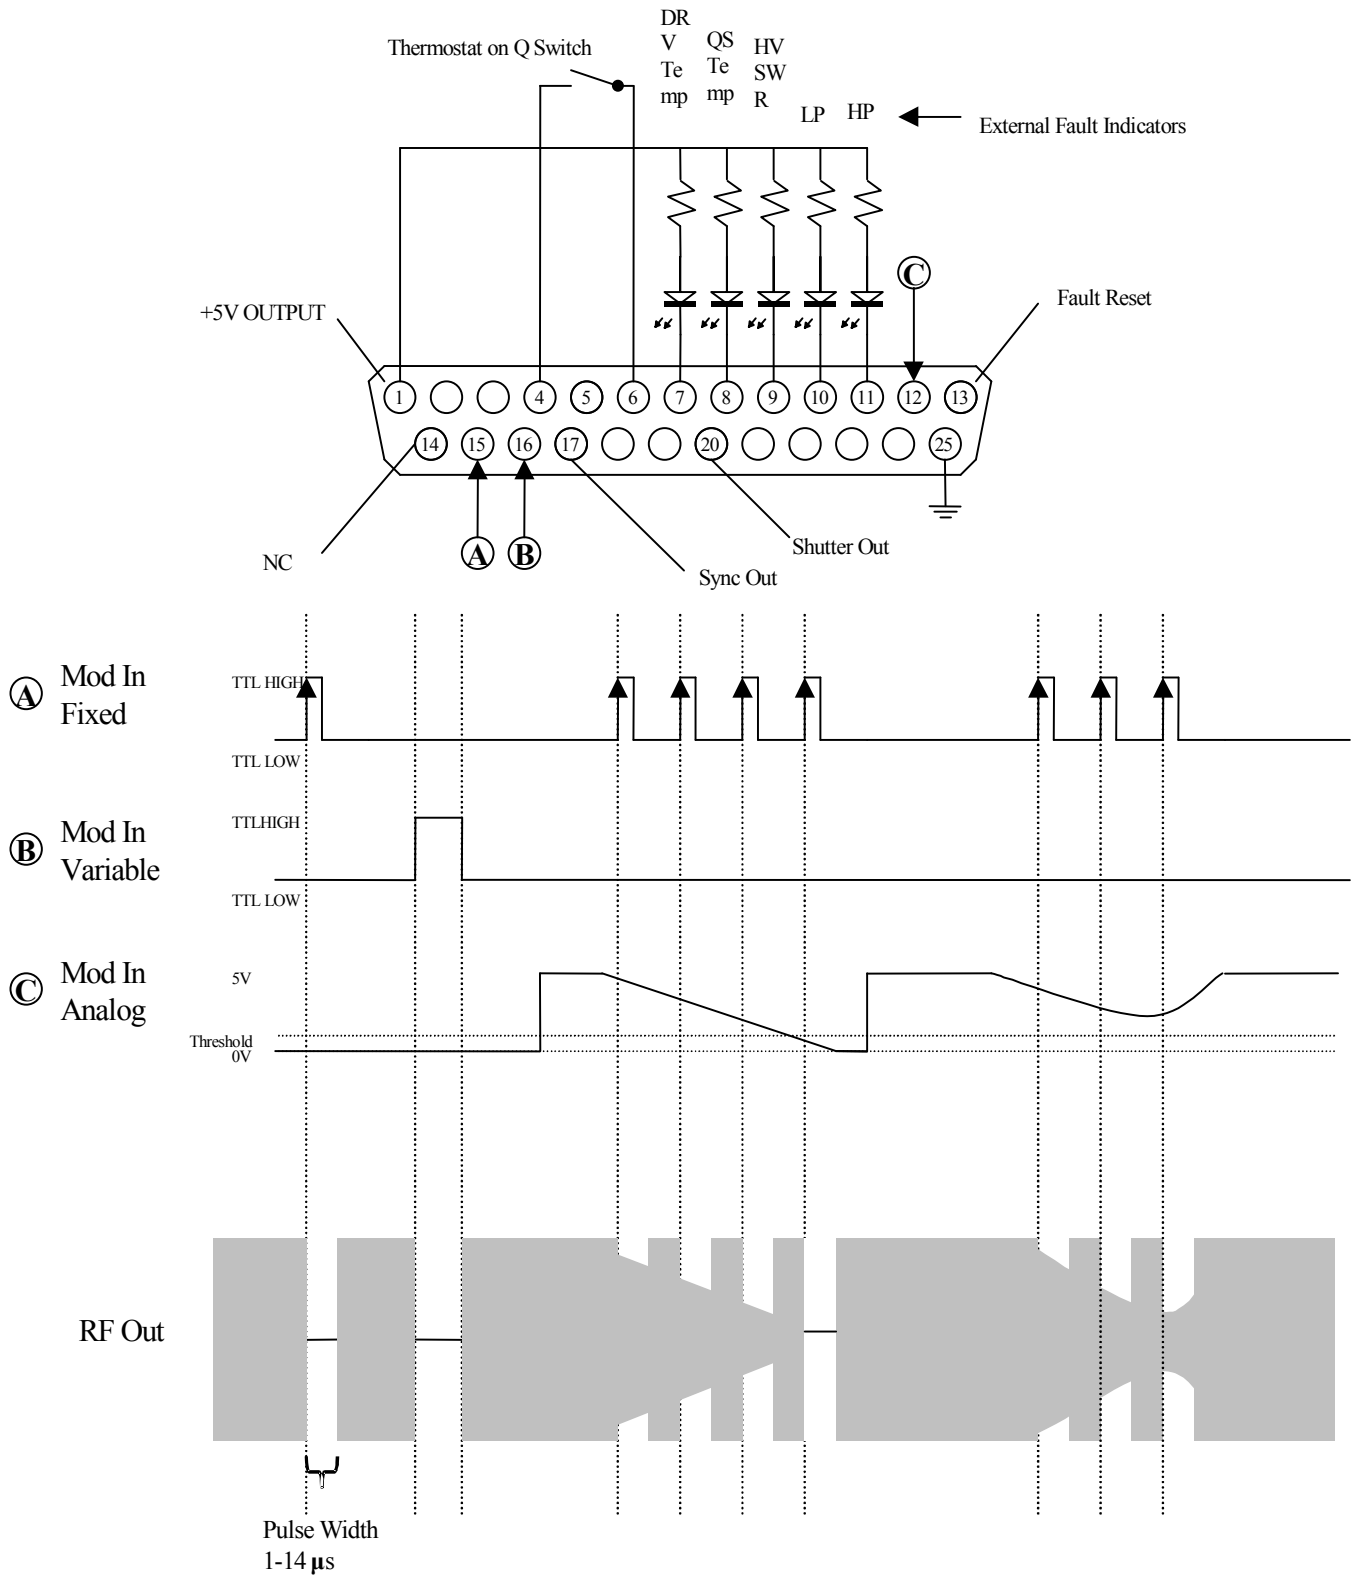 DR
V
Te
mp
QS
Te
mp
HV
SW
R
LP
HP
Thermostat on Q Switch
External Fault Indicators
C
+5V OUTPUT
Fault Reset
1
4
5
6
7
8
9
10
11
12
13
14
15
16
17
20
25
A
B
NC
Sync Out
Shutter Out
A
Mod In
Fixed
TTL HIGH
TTL LOW
B
Mod In
Variable
TTLHIGH
TTL LOW
C
Mod In
Analog
5V
Threshold
0V
RF Out
Pulse Width
1-14 µs